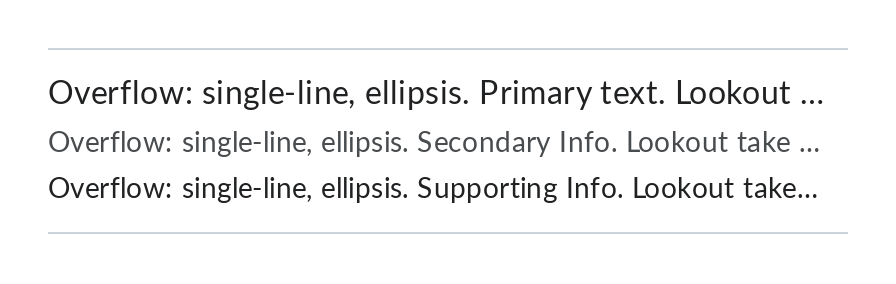 Overflow: single-line, ellipsis. Primary text. Lookout ...
Overflow: single-line, ellipsis. Secondary Info. Lookout take ...
Overflow: single-line, ellipsis. Supporting Info. Lookout take...